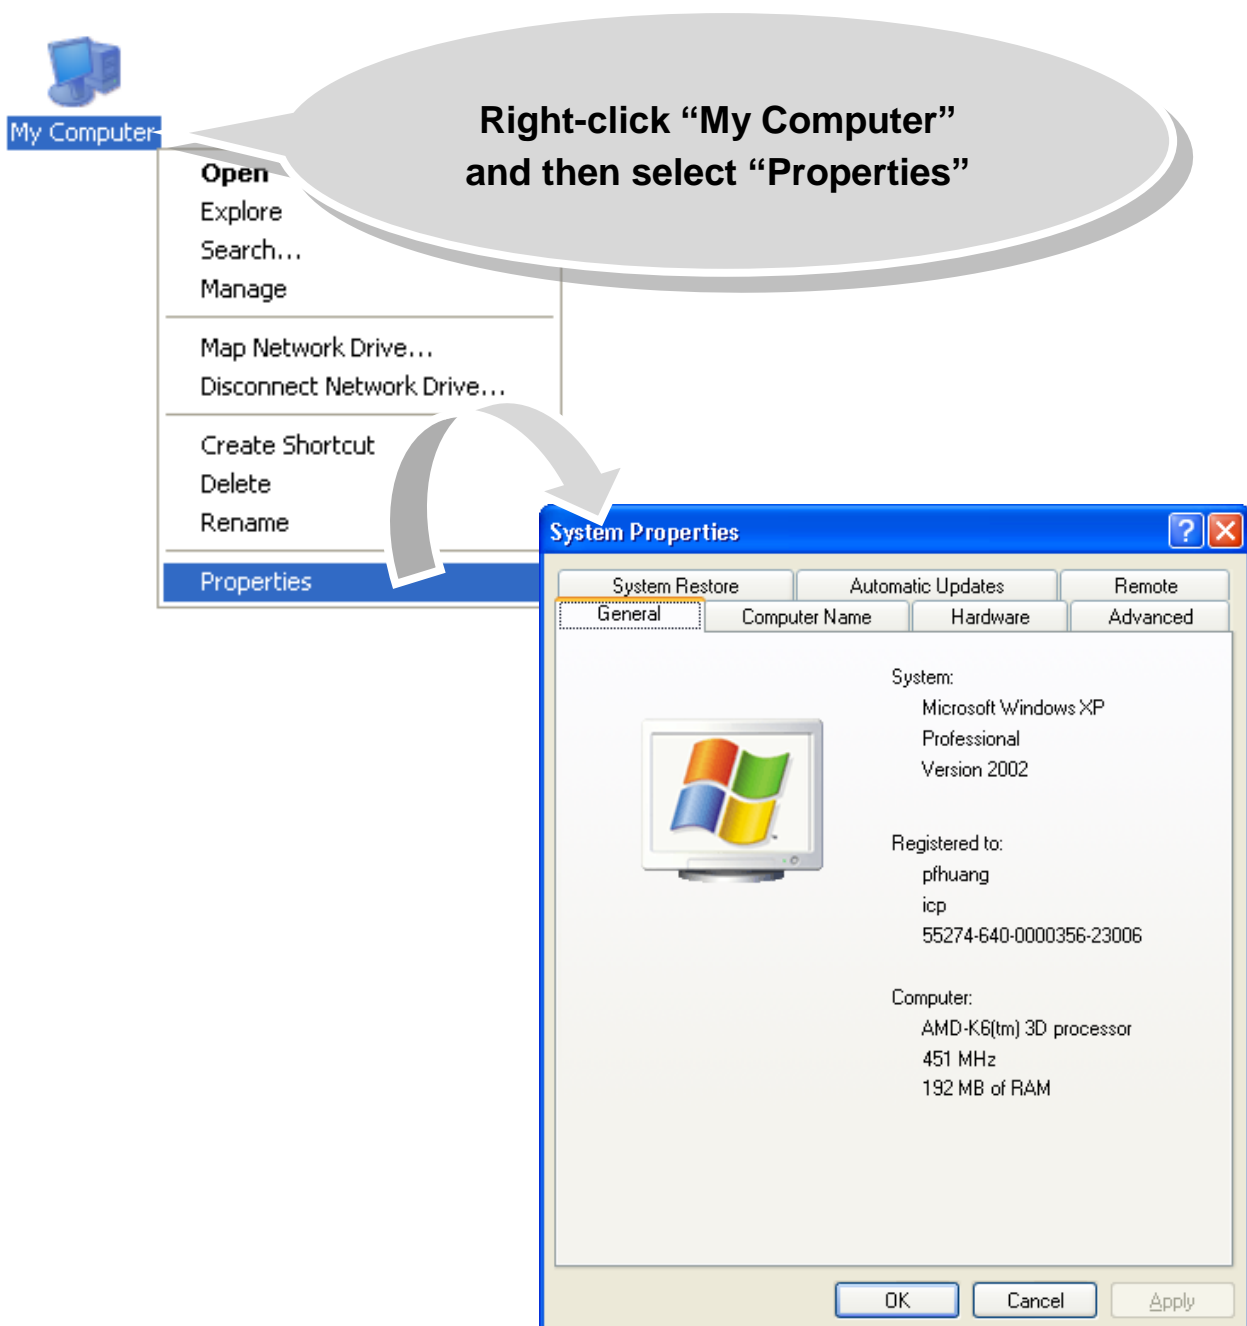 My Computer
Right-click “My Computer”
and then select “Properties”
Open
Explore
Search...
Manage
Map Network Drive...
Disconnect Network Drive...
Create Shortcut
Delete
Rename
Properties
System Properties
System Restore Automatic Updates Remote
General Computer Name Hardware Advanced
System:
Microsoft Windows XP
Professional
Version 2002
Registered to:
pfhuang
icp
55274-640-0000356-23006
Computer:
AMD-K6(tm) 3D processor
451 MHz
192 MB of RAM
OK Cancel Apply